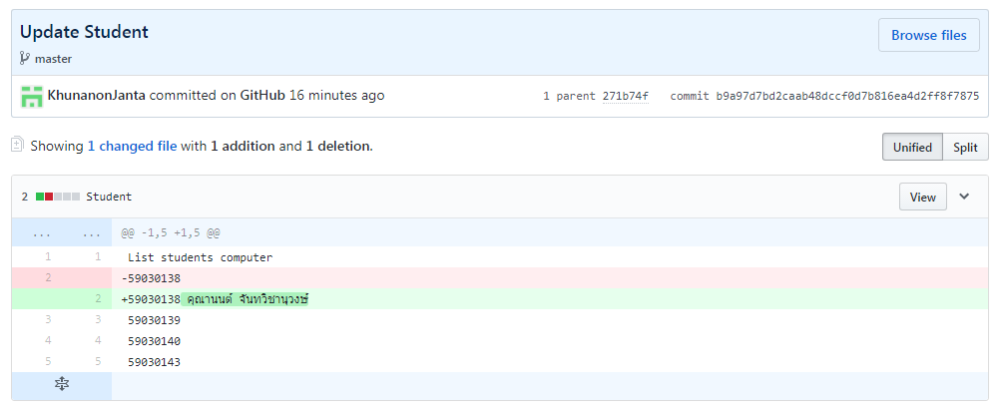 Update Student
Browse files
master
KhunanonJanta committed on GitHub 16 minutes ago 1 parent 271b74f commit b9a97d7bd2caab48dccf0d7b816ea4d2ff8f7875
Showing 1 changed file with 1 addition and 1 deletion.
Unified Split
2 Student View
... ... @@ -1,5 +1,5 @@
1 1 List students computer
2 -59030138
2 +59030138 คุณานนต์ จันทวิชานุวงษ์
3 3 59030139
4 4 59030140
5 5 59030143